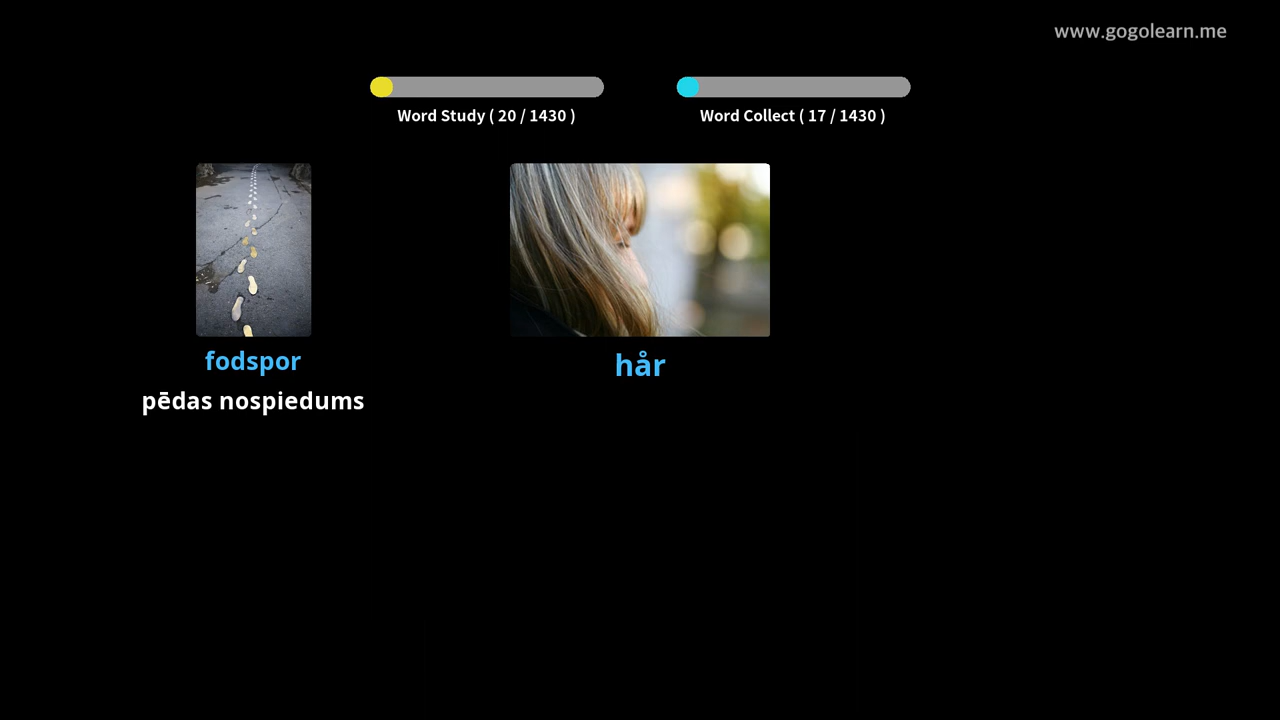 www.gogolearn.me
Word Study ( 20 / 1430 )
Word Collect ( 17 / 1430 )
fodspor
pēdas nospiedums
hår